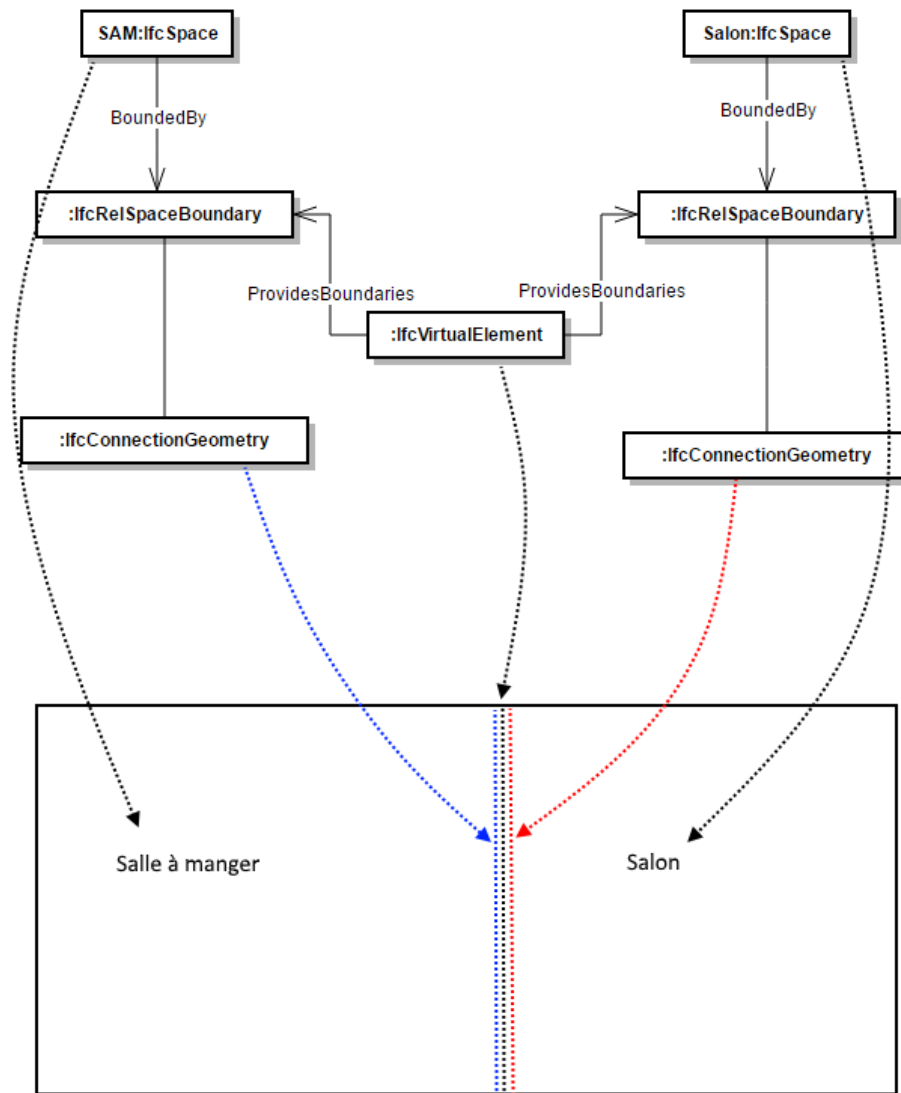 SAM:IfcSpace
Salon:IfcSpace
BoundedBy
BoundedBy
:IfcRelSpaceBoundary
:IfcRelSpaceBoundary
ProvidesBoundaries
ProvidesBoundaries
:IfcVirtualElement
:IfcConnectionGeometry
:IfcConnectionGeometry
Salle à manger
Salon